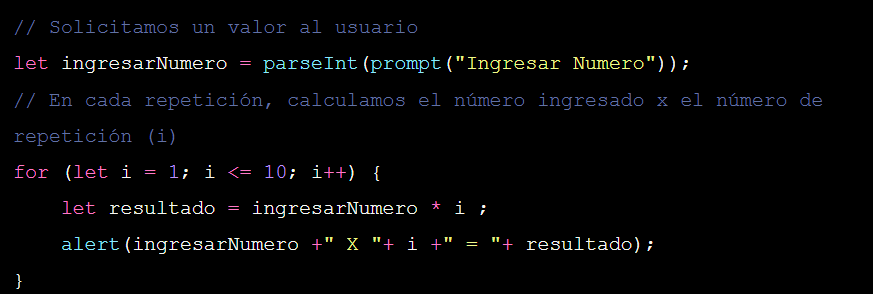 // Solicitamos un valor al usuario
let ingresarNumero = parseInt(prompt("Ingresar Numero"));
// En cada repetición, calculamos el número ingresado x el número de
repetición (i)
for (let i = 1; i <= 10; i++) {
    let resultado = ingresarNumero * i ;
    alert(ingresarNumero +" X "+ i +" = "+ resultado);
}